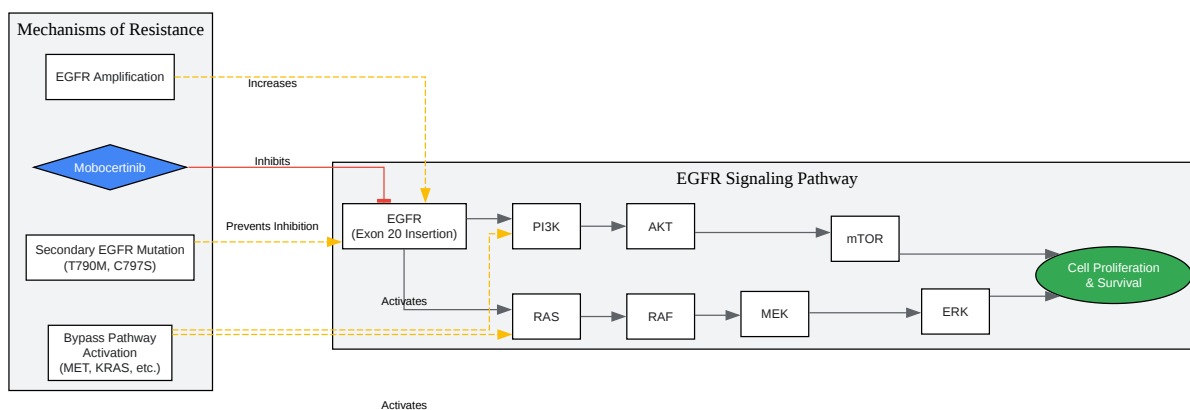 Mechanisms of Resistance
EGFR Amplification
Increases
Mobocertinib
Inhibits
EGFR Signaling Pathway
EGFR
(Exon 20 Insertion)
PI3K
AKT
mTOR
Prevents Inhibition
Secondary EGFR Mutation
(T790M, C797S)
Cell Proliferation
& Survival
Activates
RAS
RAF
MEK
ERK
Bypass Pathway
Activation
(MET, KRAS, etc.)
Activates